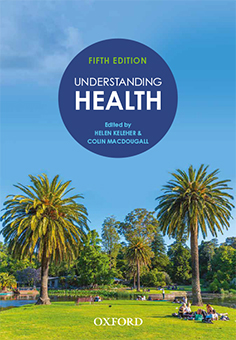 FIFTH EDITION
UNDERSTANDING
HEALTH
Edited by
HELEN KELEHER &
COLIN MACDOUGALL
OXFORD